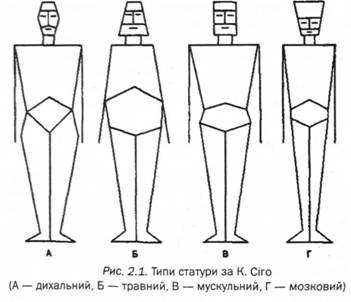 А Б В Г
Рис. 2.1. Типи статури за К. Сіго
(А — дихальний, Б — травний, В — мускульний, Г — мозковий)